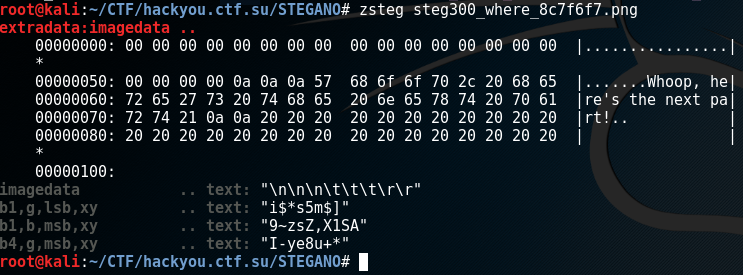 root@kali:~/CTF/hackyou.ctf.su/STEGANO# zsteg steg300_where_8c7f6f7.png
extradata:imagedata ..
    00000000: 00 00 00 00 00 00 00 00  00 00 00 00 00 00 00 00  |................|
    *
    00000050: 00 00 00 00 0a 0a 0a 57  68 6f 6f 70 2c 20 68 65  |.......Whoop, he|
    00000060: 72 65 27 73 20 74 68 65  20 6e 65 78 74 20 70 61  |re's the next pa|
    00000070: 72 74 21 0a 0a 20 20 20  20 20 20 20 20 20 20 20  |rt!..           |
    00000080: 20 20 20 20 20 20 20 20  20 20 20 20 20 20 20 20  |                |
    *
    00000100:
imagedata           .. text: "\n\n\n\t\t\t\r\r"
b1,g,lsb,xy         .. text: "i$*s5m$]"
b1,b,msb,xy         .. text: "9~zsZ,X1SA"
b4,g,msb,xy         .. text: "I-ye8u+*"
root@kali:~/CTF/hackyou.ctf.su/STEGANO#